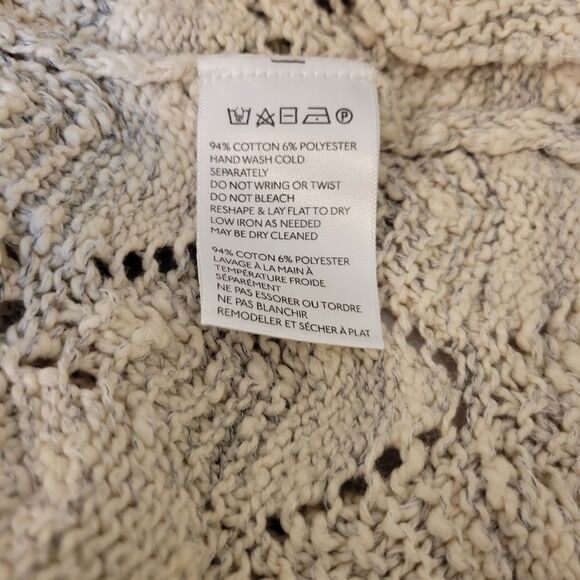 94% COTTON 6% POLYESTER
HAND WASH COLD
SEPARATELY
DO NOT WRING OR TWIST
DO NOT BLEACH
RESHAPE & LAY FLAT TO DRY
LOW IRON AS NEEDED
MAY BE DRY CLEANED
94% COTTON 6% POLYESTER
LAVAGE À LA MAIN À
TEMPÉRATURE FROIDE
SÉPARÉMENT
NE PAS ESSORER OU TORDRE
NE PAS BLANCHIR
REMODELER ET SÉCHER À PLAT